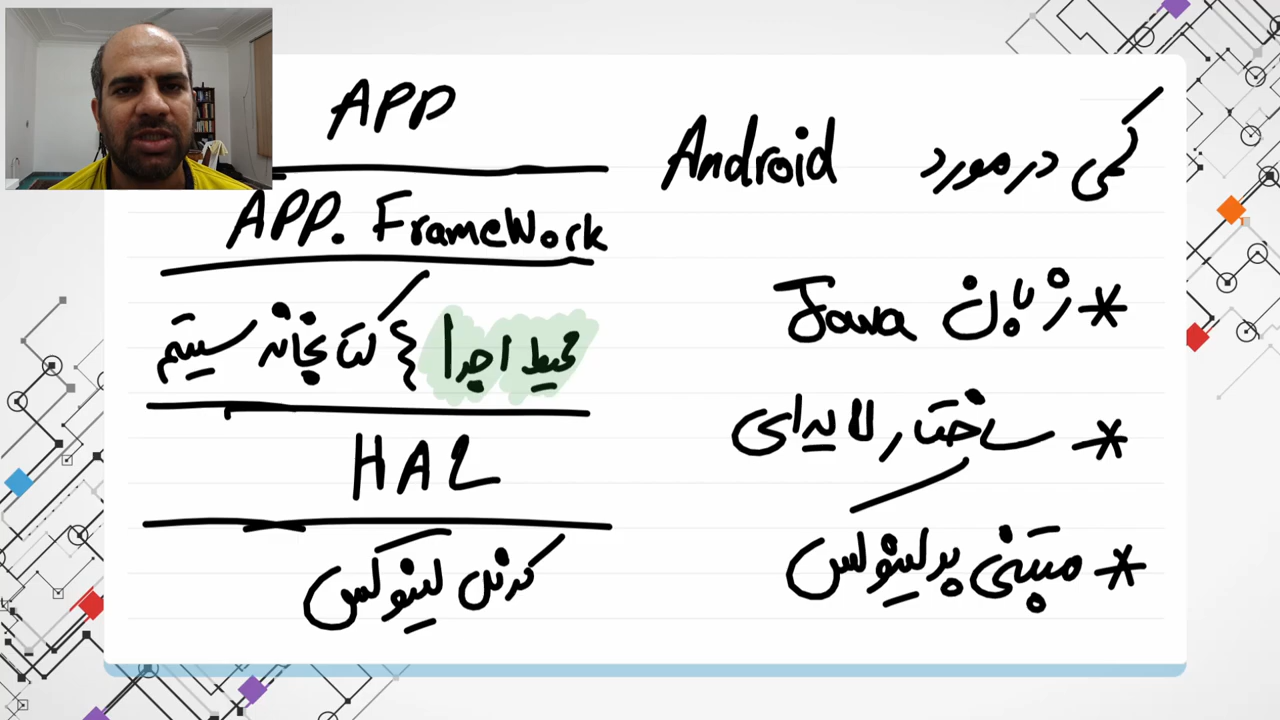 کمی در مورد Android
* زبان Java
* ساختار لایه‌ای
* مبتنی بر لینوکس
APP
APP. FrameWork
محیط اجرا } کتابخانه سیستم
HAL
کرنل لینوکس